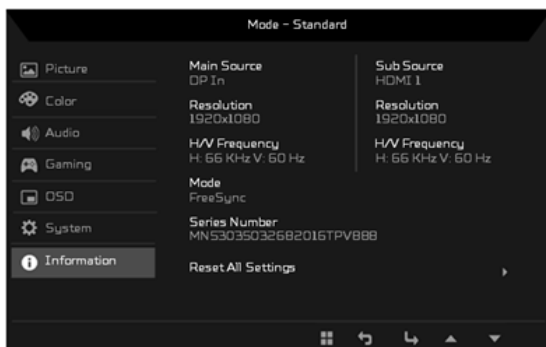 Mode - Standard
Picture
Color
Audio
Gaming
OSD
System
Information
Main Source
DP In
Resolution
1920x1080
H/V Frequency
H: 66 KHz V: 60 Hz
Sub Source
HDMI 1
Resolution
1920x1080
H/V Frequency
H: 66 KHz V: 60 Hz
Mode
FreeSync
Series Number
MN53035032682016TPV888
Reset All Settings